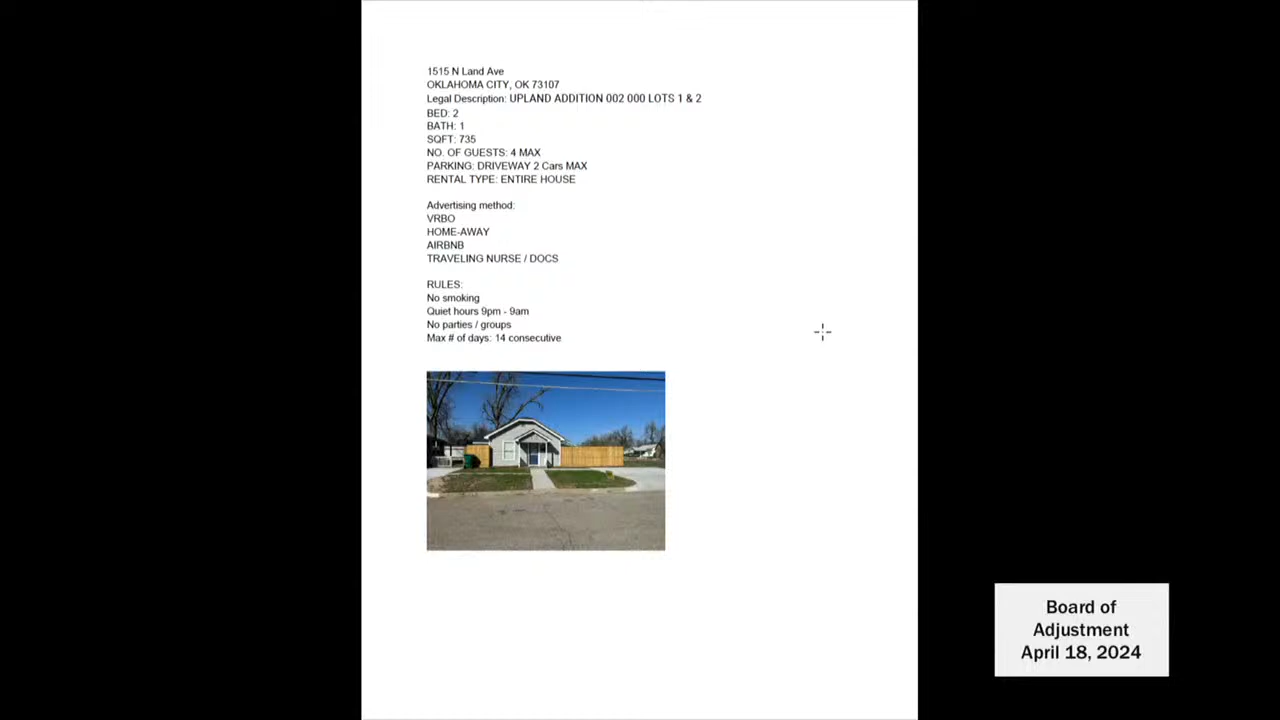 1515 N Land Ave
OKLAHOMA CITY, OK 73107
Legal Description: UPLAND ADDITION 002 000 LOTS 1 & 2
BED: 2
BATH: 1
SQFT: 735
NO. OF GUESTS: 4 MAX
PARKING: DRIVEWAY 2 Cars MAX
RENTAL TYPE: ENTIRE HOUSE
Advertising method:
VRBO
HOME-AWAY
AIRBNB
TRAVELING NURSE / DOCS
RULES:
No smoking
Quiet hours 9pm - 9am
No parties / groups
Max # of days: 14 consecutive
Board of
Adjustment
April 18, 2024